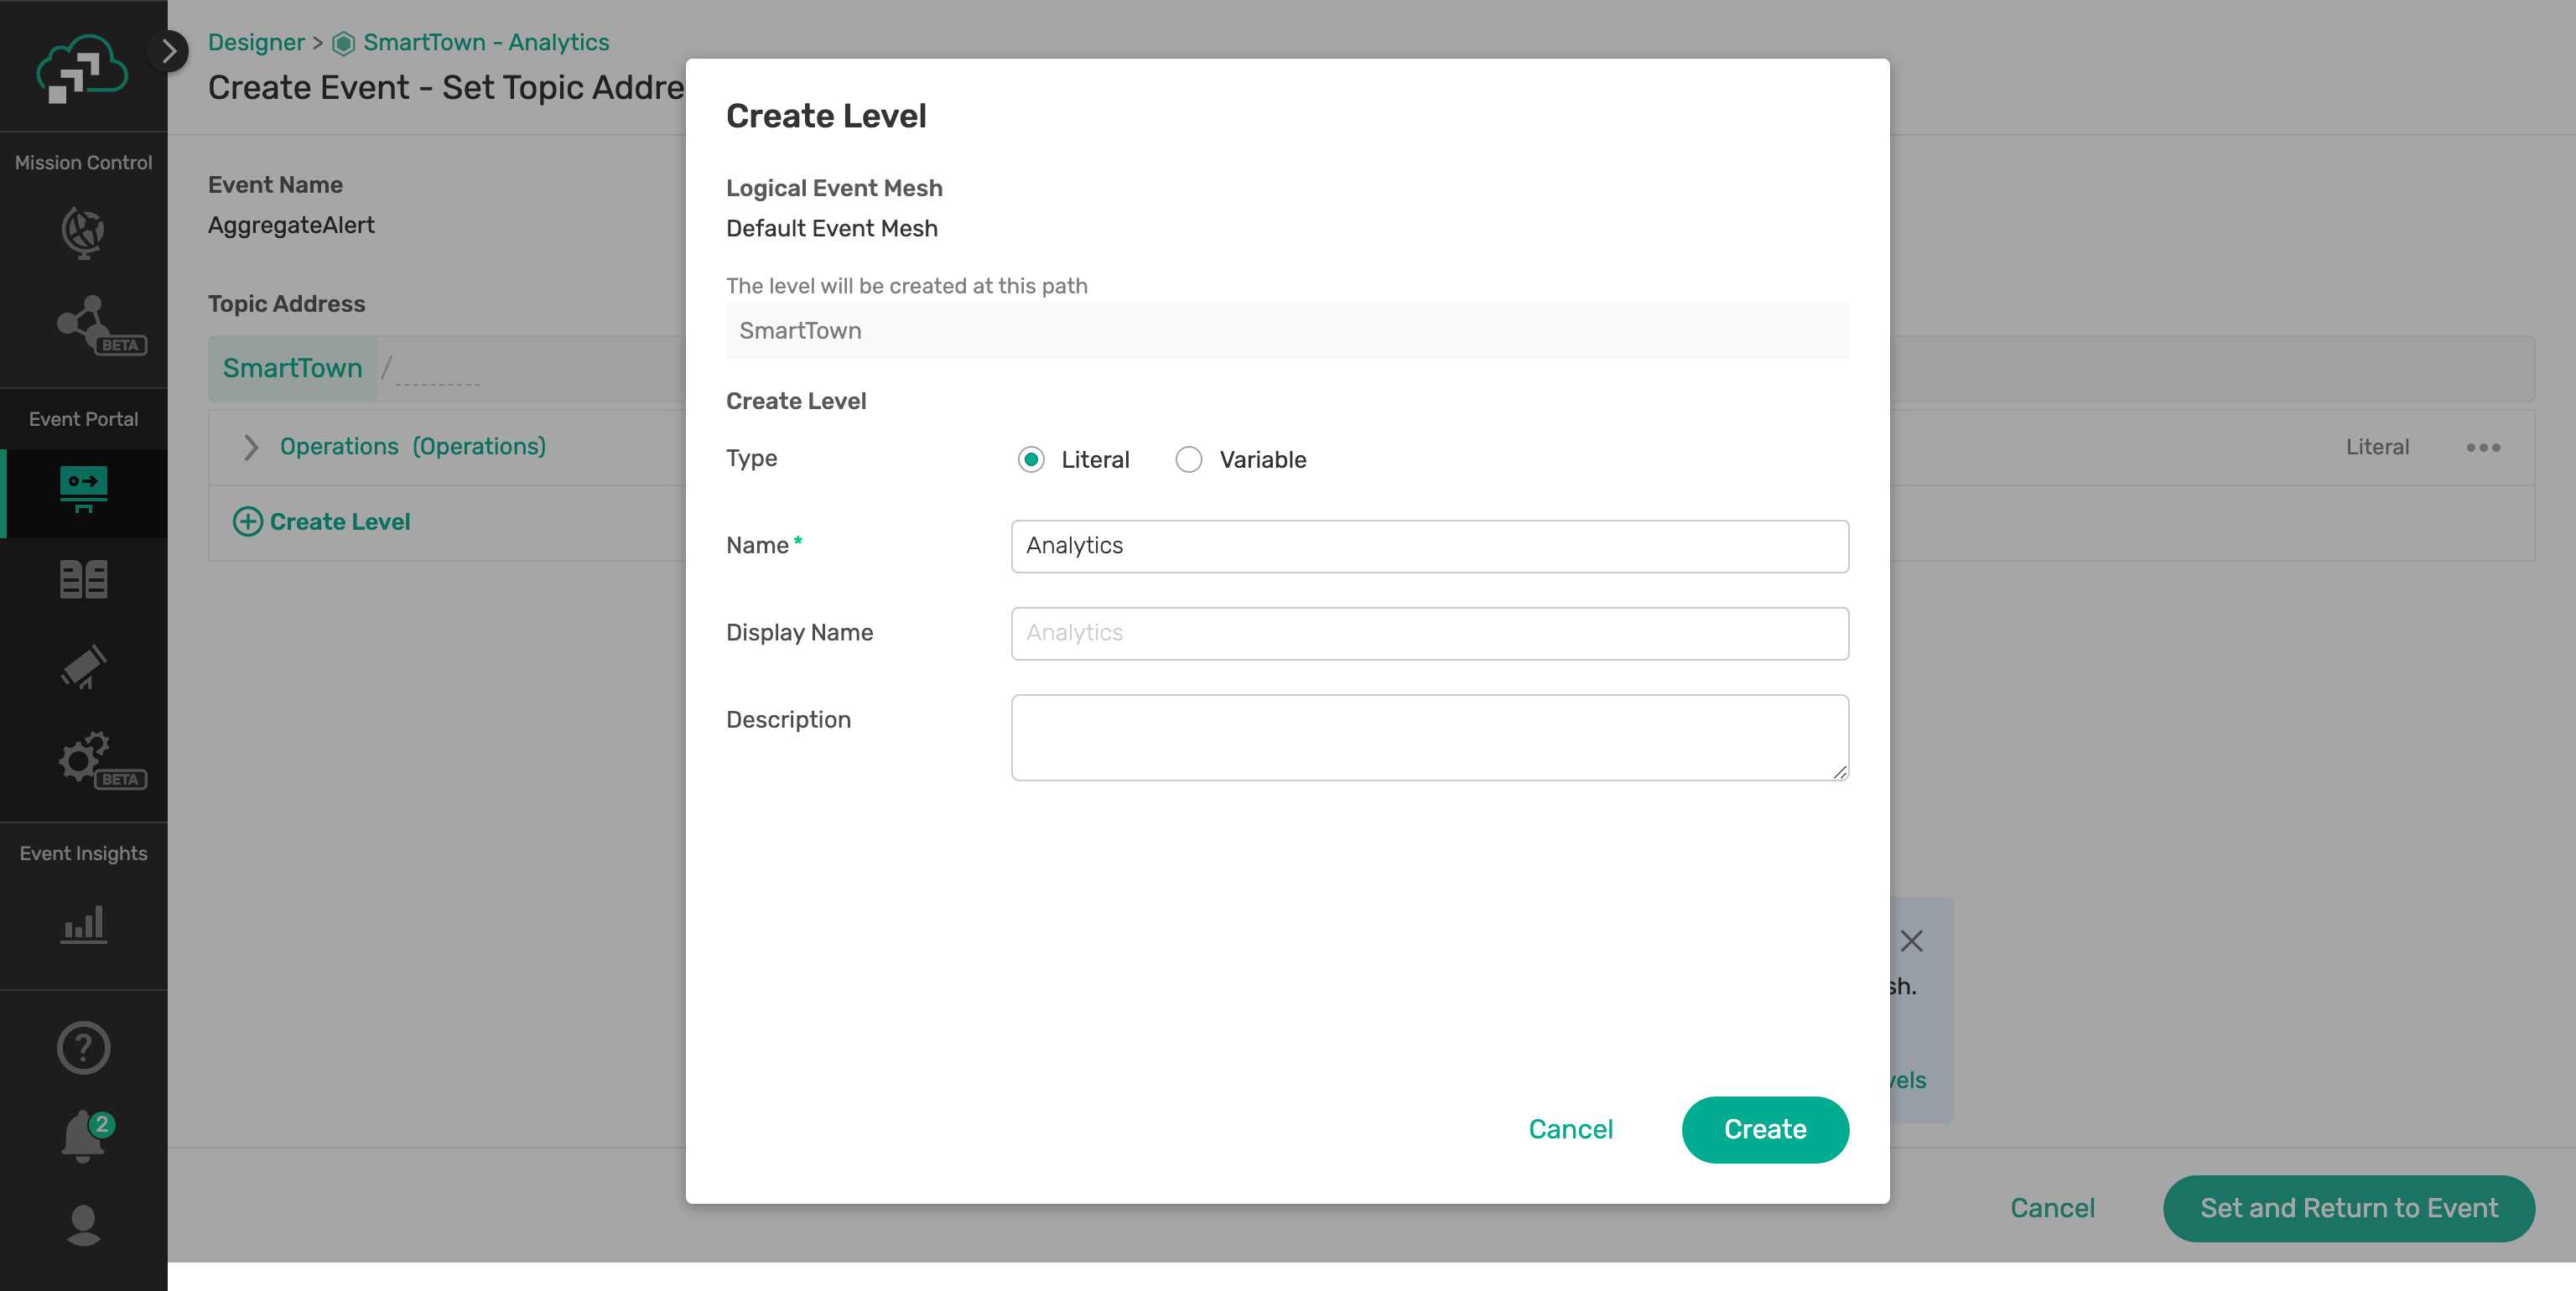 Designer > SmartTown - Analytics
Create Event - Set Topic Addre
Mission Control
BETA
Event Portal
BETA
Event Insights
?
2
Event Name
AggregateAlert
Topic Address
SmartTown /
Operations (Operations)
Literal
Create Level
Create Level
Logical Event Mesh
Default Event Mesh
The level will be created at this path
SmartTown
Create Level
Type
Literal
Variable
Name *
Analytics
Display Name
Analytics
Description
Cancel
Create
sh.
vels
Cancel
Set and Return to Event